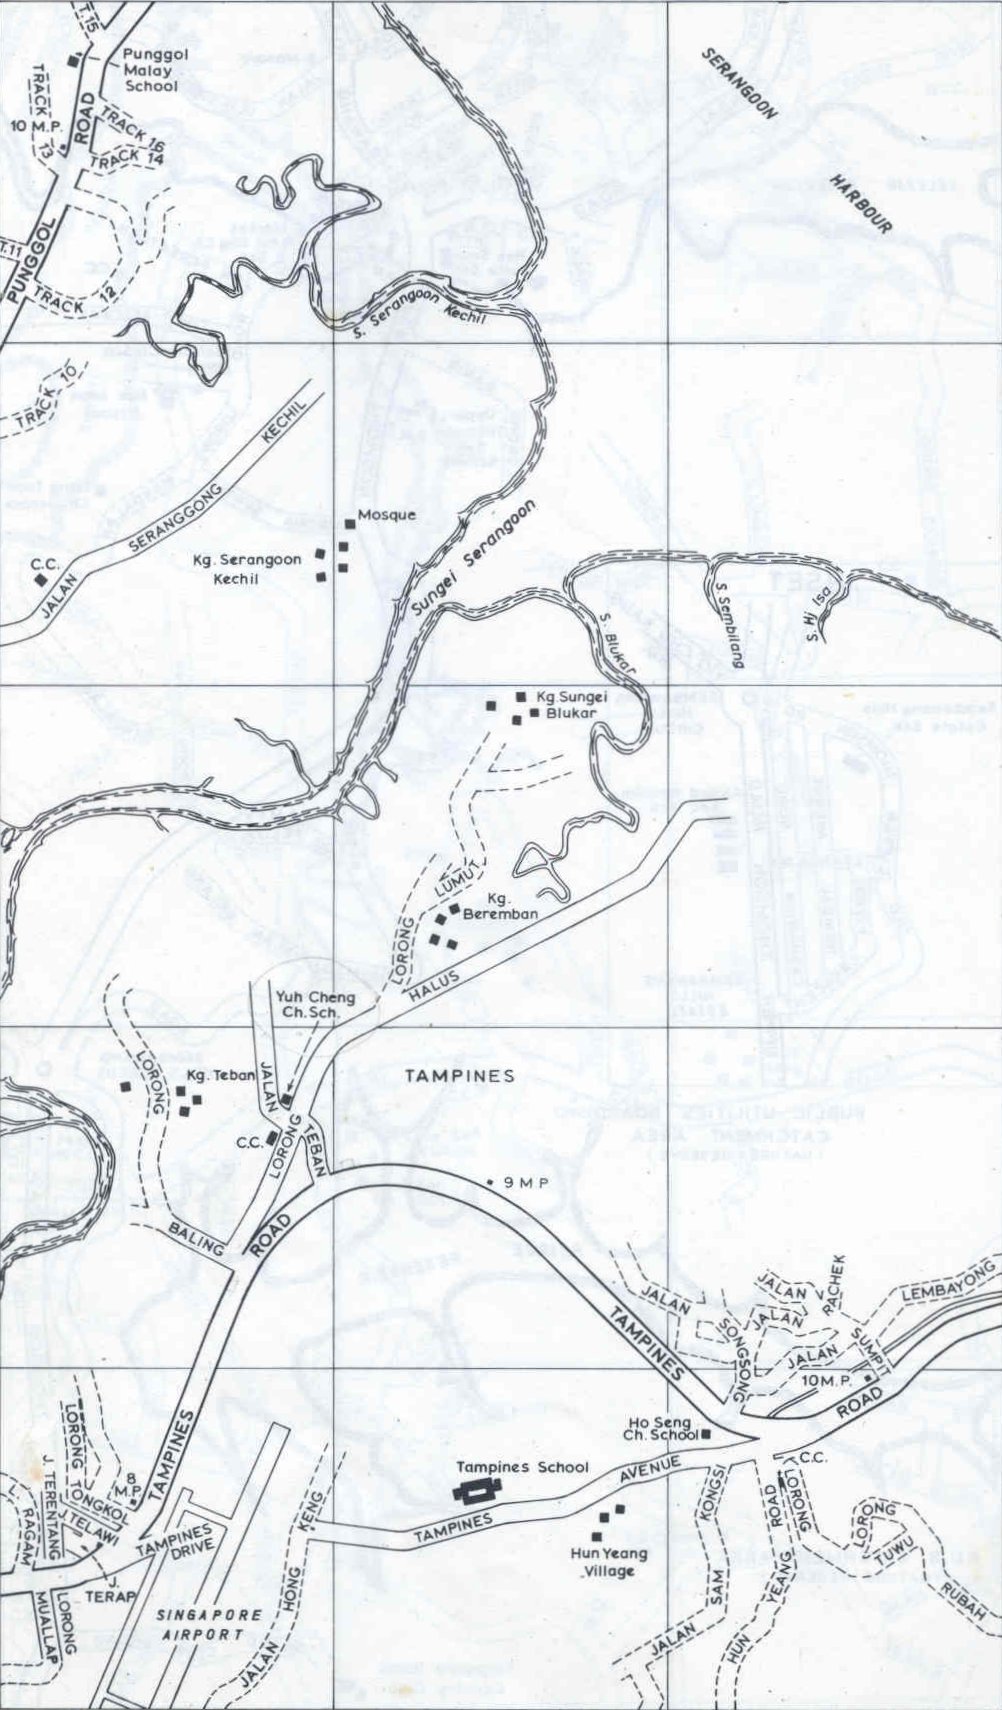 T.15
Punggol
Malay
School
SERANGOON
HARBOUR
TRACK
13
10 M.P.
ROAD
TRACK 16
TRACK 14
T.11
PUNGGOL
TRACK 12
S. Serangoon Kechil
TRACK 10
JALAN SERANGGONG KECHIL
Mosque
Kg. Serangoon
Kechil
C.C.
Sungei Serangoon
S. Blukar
S. Sembilang
S. Hj Isa
Kg. Sungei
Blukar
LORONG LUMUT
Kg.
Beremban
HALUS
Yuh Cheng
Ch. Sch.
LORONG
Kg. Teban
JALAN
TEBAN
C.C.
LORONG
TAMPINES
9 M P
BALING
ROAD
TAMPINES
JALAN
SONGSONG
JALAN
PACHEK
JALAN
JALAN
SUMPIT
LEMBAYONG
10 M.P.
ROAD
Ho Seng
Ch. School
C.C.
TAMPINES
8
M.P.
LORONG TONGKOL
J. TERENTANG
J. TELAWI
L. RAGAM
TERAP
J.
LORONG
MUALLAP
TAMPINES
DRIVE
SINGAPORE
AIRPORT
JALAN HONG KENG
Tampines School
TAMPINES AVENUE
Hun Yeang
Village
JALAN SAM KONGSI
HUN YEANG ROAD
LORONG
LORONG
TUWU
RUBAH